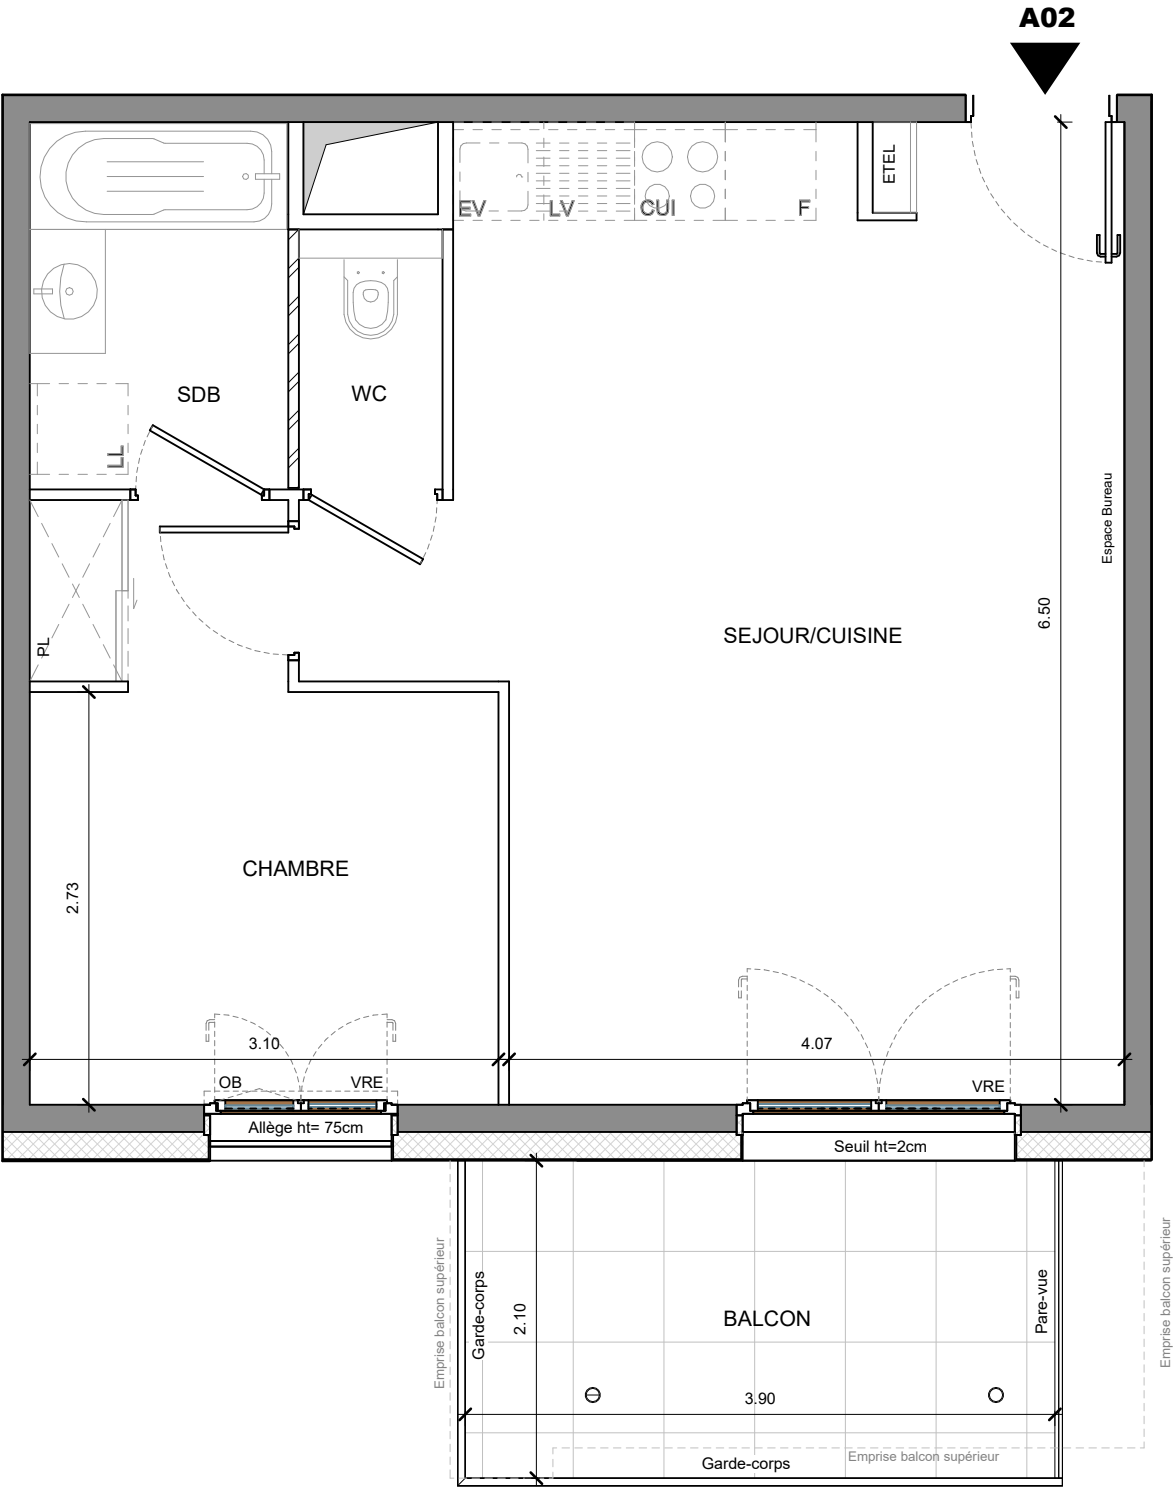 A02
ETEL
EV
LV
CUI
F
SDB
WC
LL
Espace Bureau
PL
6.50
SEJOUR/CUISINE
CHAMBRE
2.73
3.10
4.07
OB
VRE
VRE
Allège ht= 75cm
Seuil ht=2cm
Emprise balcon supérieur
Garde-corps
2.10
BALCON
Pare-vue
Emprise balcon supérieur
3.90
Emprise balcon supérieur
Garde-corps